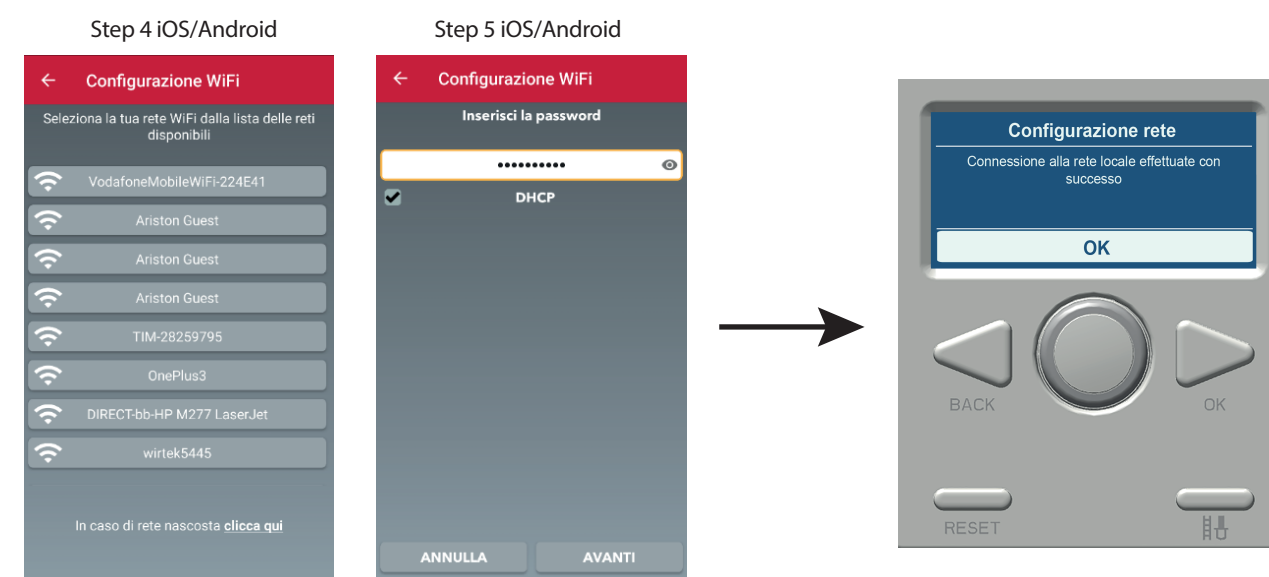 Step 4 iOS/Android
Configurazione WiFi
Seleziona la tua rete WiFi dalla lista delle reti
disponibili
VodafoneMobileWiFi-224E41
Ariston Guest
Ariston Guest
Ariston Guest
TIM-28259795
OnePlus3
DIRECT-bb-HP M277 LaserJet
wirtek5445
In caso di rete nascosta clicca qui
Step 5 iOS/Android
Configurazione WiFi
Inserisci la password
••••••••••
DHCP
ANNULLA
AVANTI
Configurazione rete
Connessione alla rete locale effettuate con
successo
OK
BACK
OK
RESET